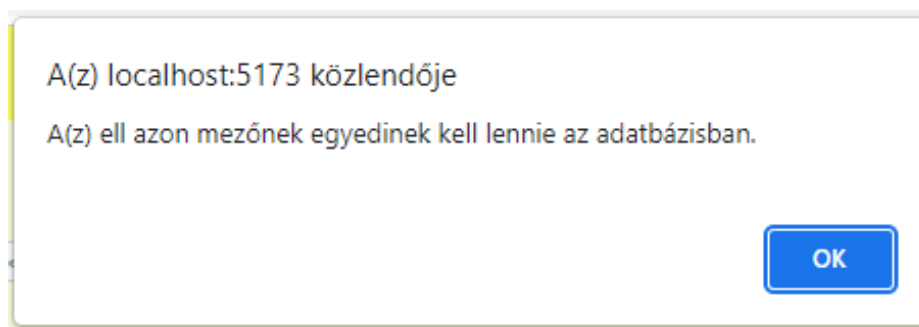 A(z) localhost:5173 közlendője
A(z) ell azon mezőnek egyedinek kell lennie az adatbázisban.
OK